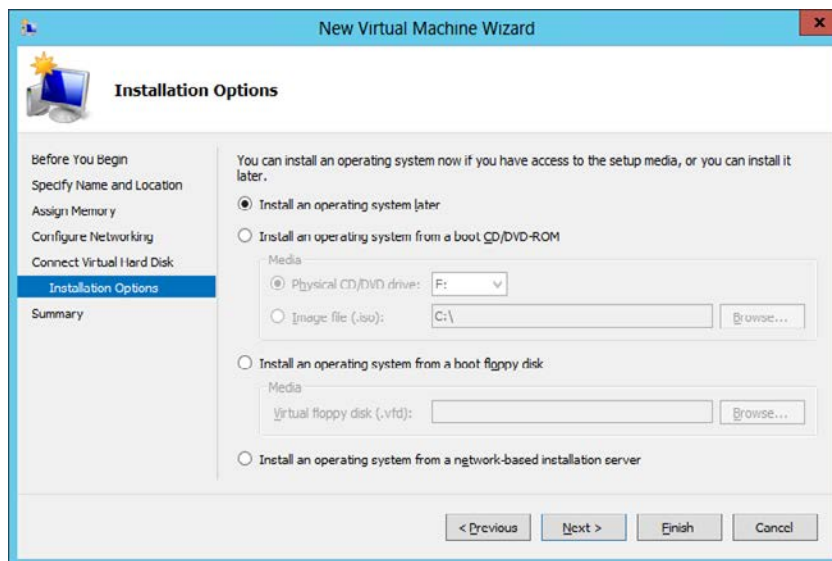 New Virtual Machine Wizard
x
Installation Options
Before You Begin
Specify Name and Location
Assign Memory
Configure Networking
Connect Virtual Hard Disk
Installation Options
Summary
You can install an operating system now if you have access to the setup media, or you can install it
later.
Install an operating system later
Install an operating system from a boot CD/DVD-ROM
Media
Physical CD/DVD drive:
F:
Image file (.iso):
C:\
Browse...
Install an operating system from a boot floppy disk
Media
Virtual floppy disk (.vfd):
Browse...
Install an operating system from a network-based installation server
< Previous
Next >
Finish
Cancel